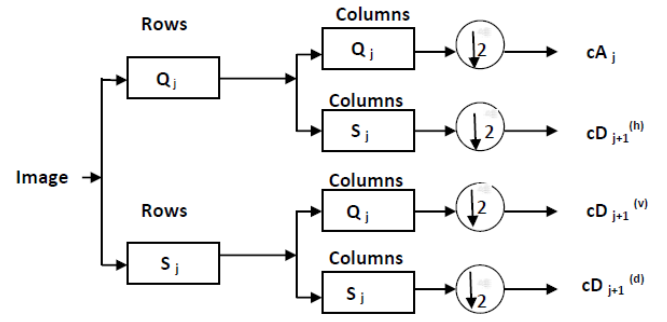 Rows
Columns
Q j
Q j
2
cA j
Columns
S j
2
cD j+1 (h)
Image
Rows
Columns
Q j
2
cD j+1 (v)
S j
Columns
S j
2
cD j+1 (d)